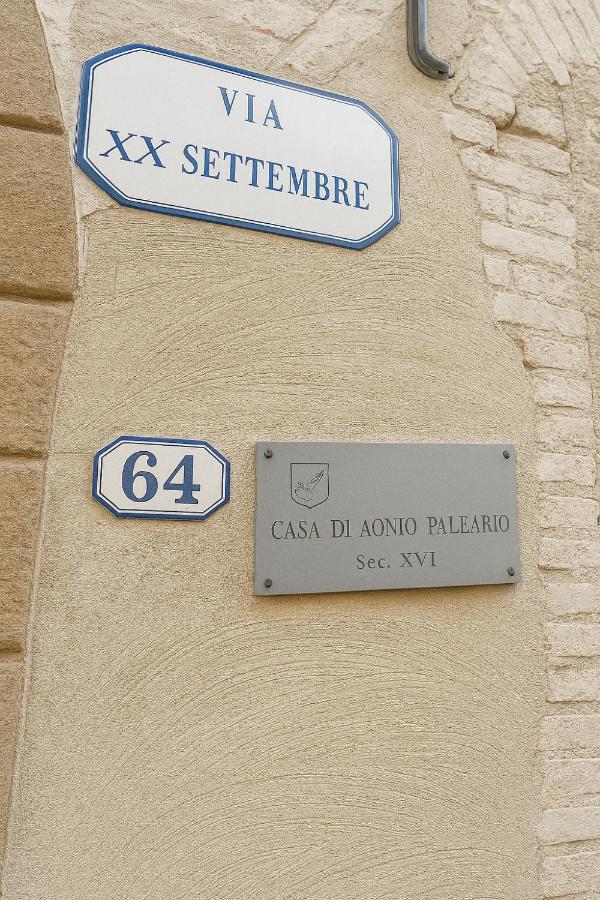 VIA
XX SETTEMBRE
64
CASA DI AONIO PALEARIO
Sec. XVI